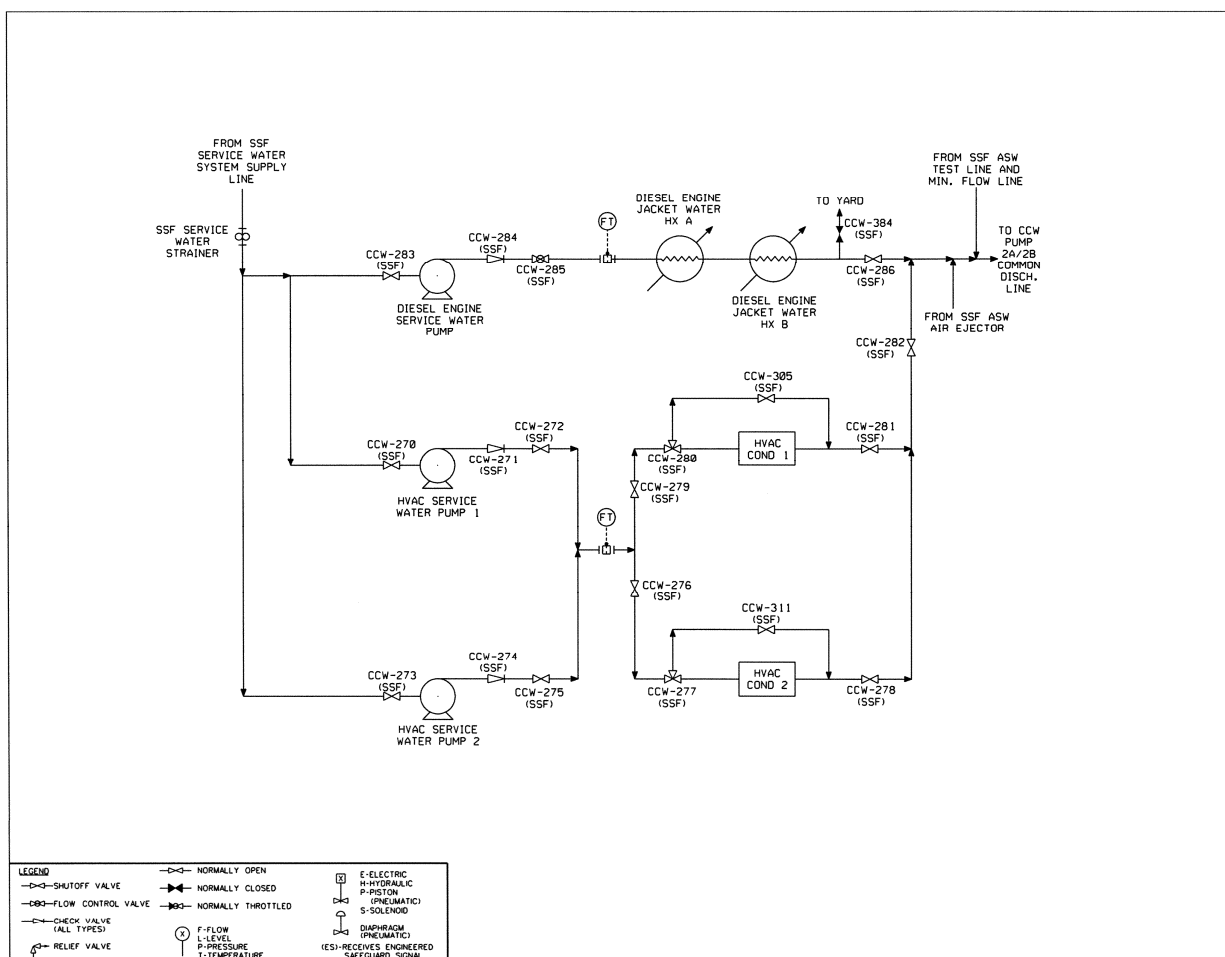 FROM SSF
SERVICE WATER
SYSTEM SUPPLY
LINE
SSF SERVICE
WATER
STRAINER
CCW-283
(SSF)
CCW-284
(SSF)
CCW-285
(SSF)
DIESEL ENGINE
SERVICE WATER
PUMP
FT
DIESEL ENGINE
JACKET WATER
HX A
DIESEL ENGINE
JACKET WATER
HX B
TO YARD
CCW-384
(SSF)
CCW-286
(SSF)
FROM SSF ASW
TEST LINE AND
MIN. FLOW LINE
TO CCW
PUMP
2A/2B
COMMON
DISCH.
LINE
FROM SSF ASW
AIR EJECTOR
CCW-282
(SSF)
CCW-270
(SSF)
CCW-271
(SSF)
CCW-272
(SSF)
HVAC SERVICE
WATER PUMP 1
FT
CCW-305
(SSF)
CCW-280
(SSF)
CCW-279
(SSF)
HVAC
COND 1
CCW-281
(SSF)
CCW-276
(SSF)
CCW-311
(SSF)
CCW-277
(SSF)
HVAC
COND 2
CCW-278
(SSF)
CCW-273
(SSF)
CCW-274
(SSF)
CCW-275
(SSF)
HVAC SERVICE
WATER PUMP 2
LEGEND
SHUTOFF VALVE
FLOW CONTROL VALVE
CHECK VALVE
(ALL TYPES)
RELIEF VALVE
NORMALLY OPEN
NORMALLY CLOSED
NORMALLY THROTTLED
X
F-FLOW
L-LEVEL
P-PRESSURE
T-TEMPERATURE
X
E-ELECTRIC
H-HYDRAULIC
P-PISTON
(PNEUMATIC)
S-SOLENOID
DIAPHRAGM
(PNEUMATIC)
(ES)-RECEIVES ENGINEERED
SAFEGUARD SIGNAL